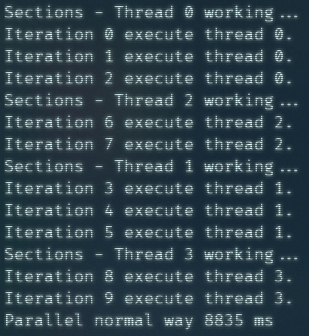 Sections - Thread 0 working...
Iteration 0 execute thread 0.
Iteration 1 execute thread 0.
Iteration 2 execute thread 0.
Sections - Thread 2 working...
Iteration 6 execute thread 2.
Iteration 7 execute thread 2.
Sections - Thread 1 working...
Iteration 3 execute thread 1.
Iteration 4 execute thread 1.
Iteration 5 execute thread 1.
Sections - Thread 3 working...
Iteration 8 execute thread 3.
Iteration 9 execute thread 3.
Parallel normal way 8835 ms